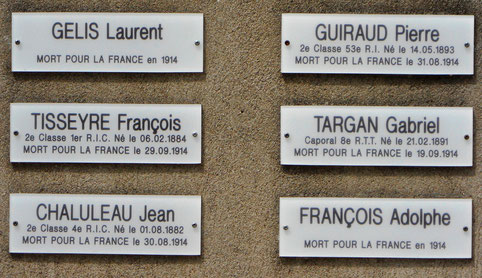 GELIS Laurent
MORT POUR LA FRANCE en 1914
GUIRAUD Pierre
2e Classe 53e R.I. Né le 14.05.1893
MORT POUR LA FRANCE le 31.08.1914
TISSEYRE François
2e Classe 1er R.I.C. Né le 06.02.1884
MORT POUR LA FRANCE le 29.09.1914
TARGAN Gabriel
Caporal 8e R.T.T. Né le 21.02.1891
MORT POUR LA FRANCE le 19.09.1914
CHALULEAU Jean
2e Classe 4e R.I.C. Né le 01.08.1882
MORT POUR LA FRANCE le 30.08.1914
FRANÇOIS Adolphe
MORT POUR LA FRANCE en 1914